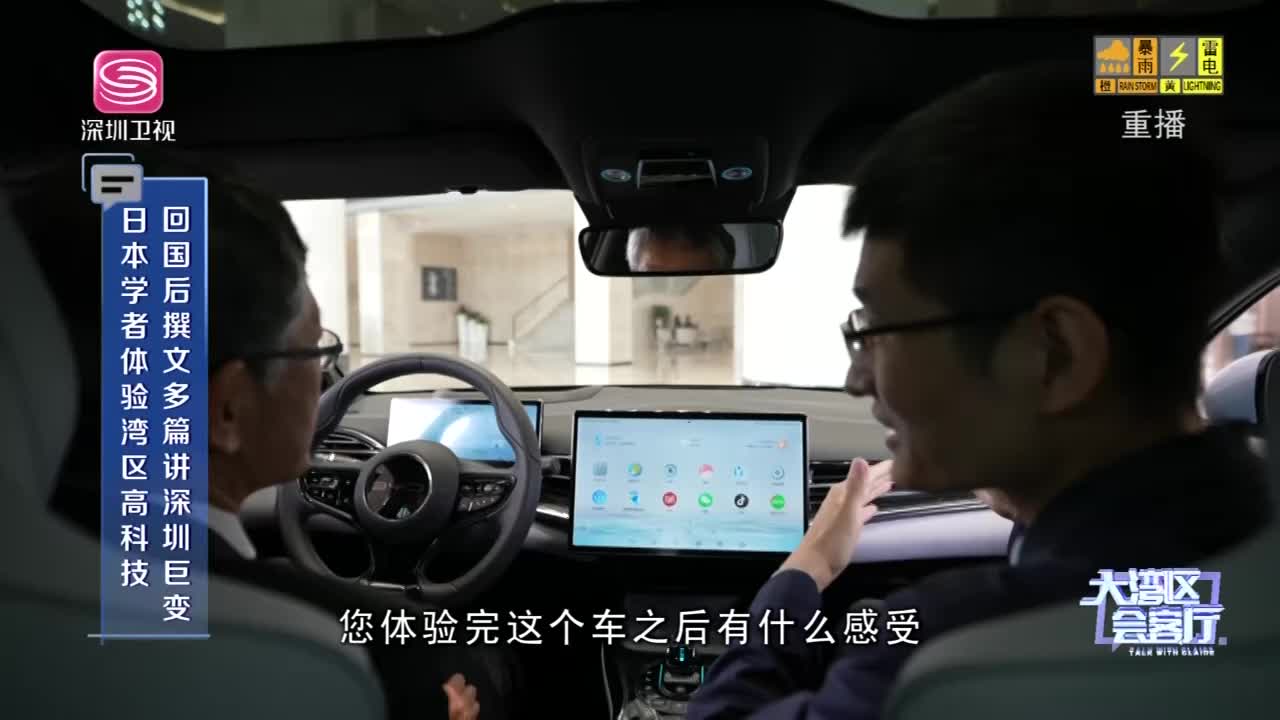 深圳卫视
暴雨
雷电
橙
RAIN STORM
黄
LIGHTNING
重播
日本学者体验湾区高科技
回国后撰文多篇讲深圳巨变
您体验完这个车之后有什么感受
大湾区
会客厅
TALK WITH BLAIDE